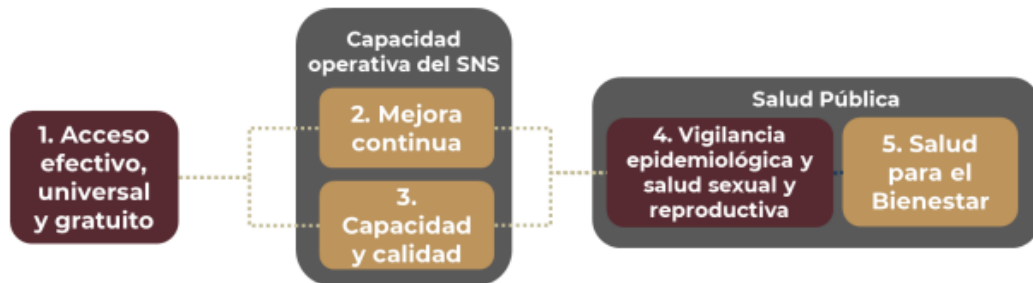 1. Acceso
efectivo,
universal
y gratuito
Capacidad
operativa del SNS
2. Mejora
continua
3.
Capacidad
y calidad
Salud Pública
4. Vigilancia
epidemiológica y
salud sexual y
reproductiva
5. Salud
para el
Bienestar